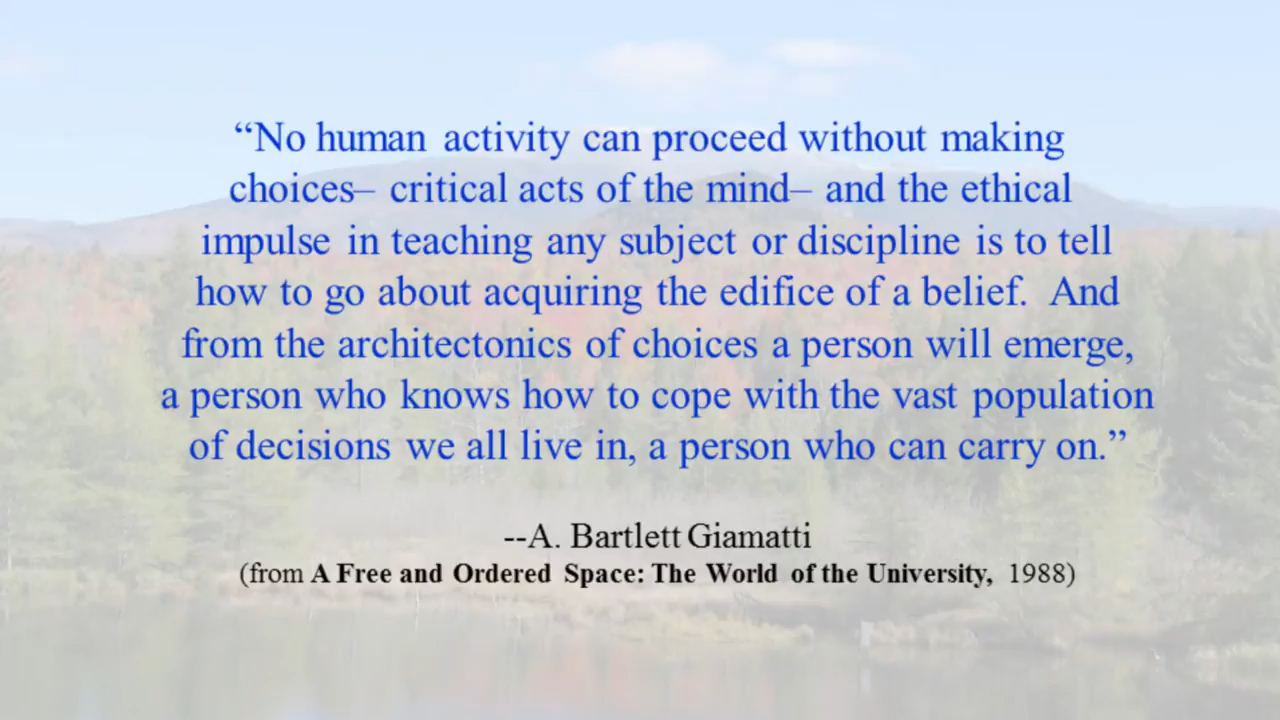 “No human activity can proceed without making
choices– critical acts of the mind– and the ethical
impulse in teaching any subject or discipline is to tell
how to go about acquiring the edifice of a belief. And
from the architectonics of choices a person will emerge,
a person who knows how to cope with the vast population
of decisions we all live in, a person who can carry on.”
--A. Bartlett Giamatti
(from A Free and Ordered Space: The World of the University, 1988)